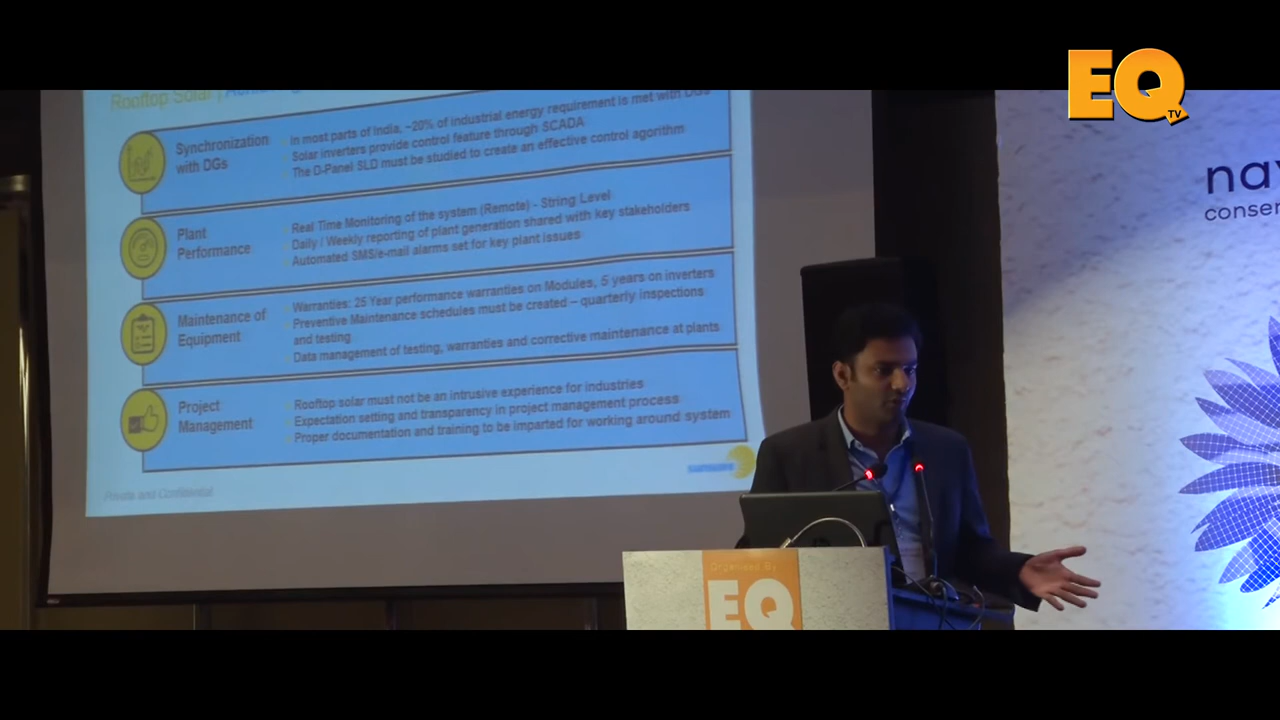 EQ
TV
Rooftop Solar |
Synchronization
with DGs
In most parts of India, ~20% of industrial energy requirement is met with DGs
Solar inverters provide control feature through SCADA
The D-Panel SLD must be studied to create an effective control algorithm
Plant
Performance
Real Time Monitoring of the system (Remote) - String Level
Daily / Weekly reporting of plant generation shared with key stakeholders
Automated SMS/e-mail alarms set for key plant issues
Maintenance of
Equipment
Warranties: 25 Year performance warranties on Modules, 5 years on inverters
Preventive Maintenance schedules must be created – quarterly inspections
and testing
Data management of testing, warranties and corrective maintenance at plants
Project
Management
Rooftop solar must not be an intrusive experience for industries
Expectation setting and transparency in project management process
Proper documentation and training to be imparted for working around system
Private and Confidential
nav
conser
Organised By
EQ